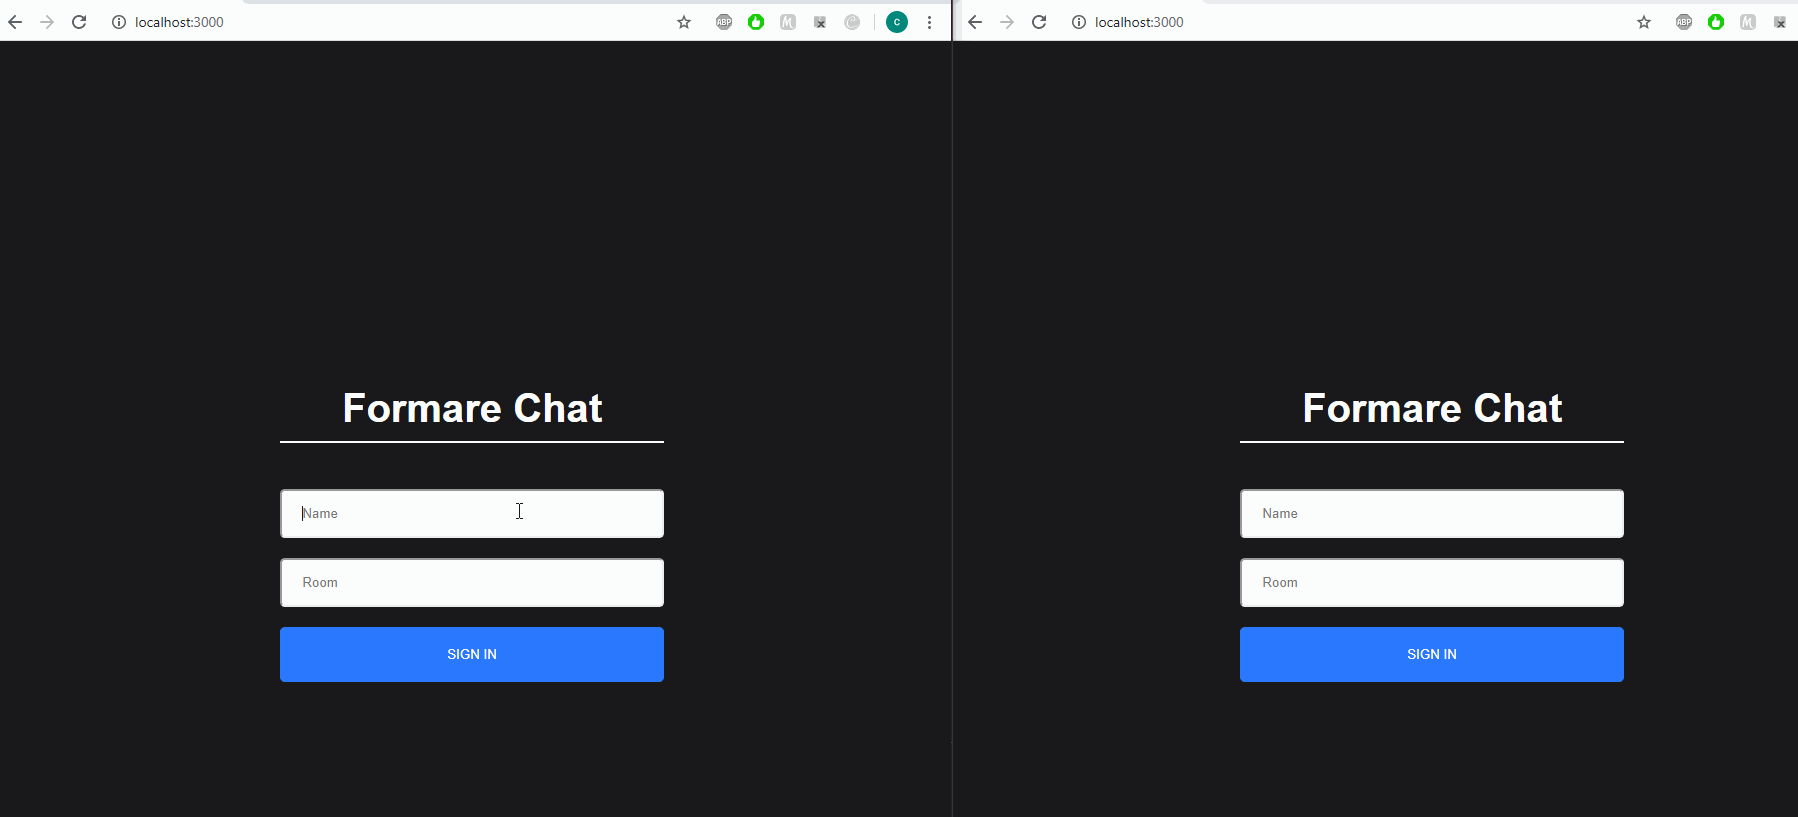 localhost:3000
ABP
M
C
Formare Chat
Name
Room
SIGN IN
localhost:3000
ABP
M
Formare Chat
Name
Room
SIGN IN